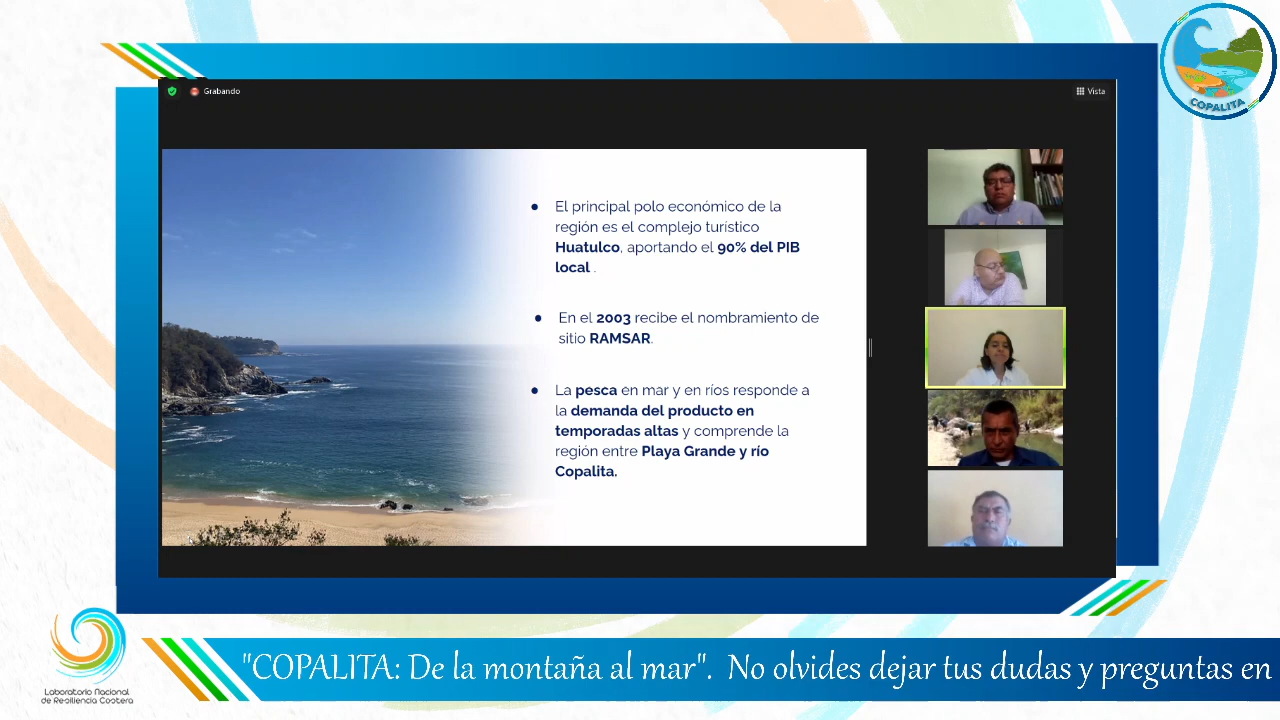 COPALITA
Grabando
Vista
● El principal polo económico de la
región es el complejo turístico
Huatulco, aportando el 90% del PIB
local .
● En el 2003 recibe el nombramiento de
sitio RAMSAR.
● La pesca en mar y en ríos responde a
la demanda del producto en
temporadas altas y comprende la
región entre Playa Grande y río
Copalita.
Laboratorio Nacional
de Resiliencia Costera
"COPALITA: De la montaña al mar". No olvides dejar tus dudas y preguntas en